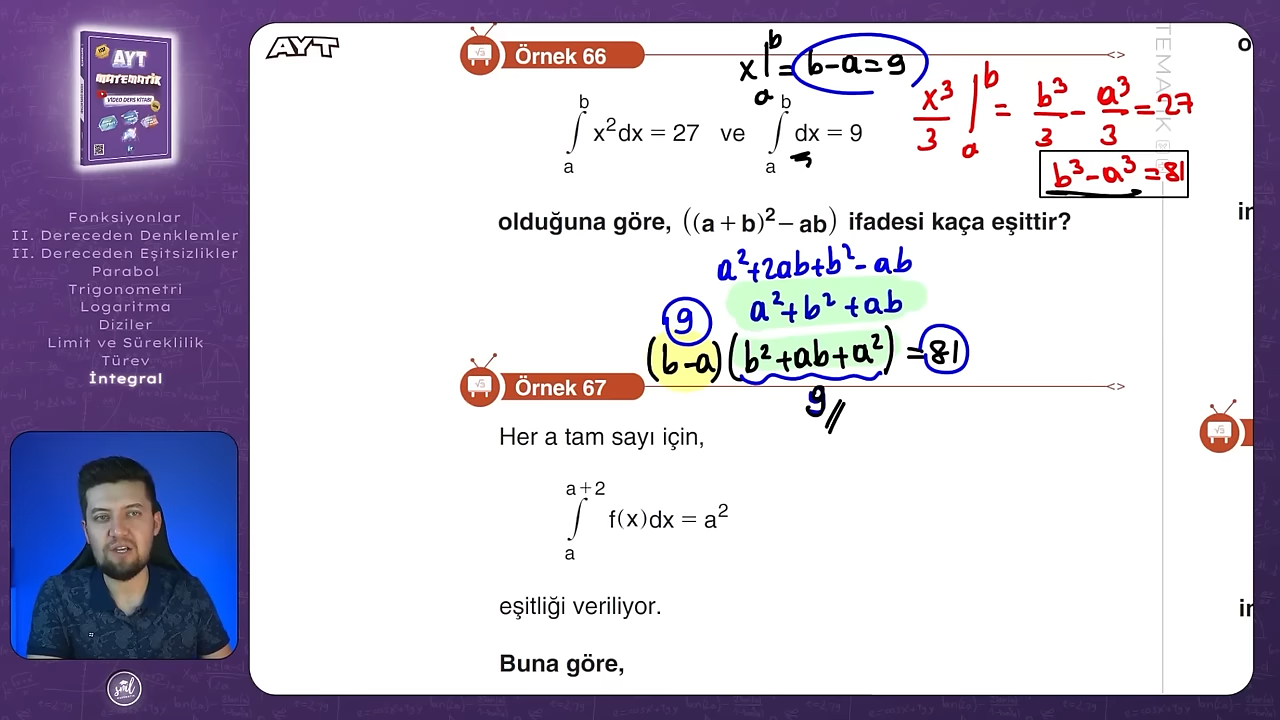 AYT
MATEMATİK
VİDEO DERS KİTABI
Fonksiyonlar
II. Dereceden Denklemler
II. Dereceden Eşitsizlikler
Parabol
Trigonometri
Logaritma
Diziler
Limit ve Süreklilik
Türev
İntegral
sml
AYT
Örnek 66
x|ₐᵇ = b-a=9
∫ₐᵇ x²dx = 27 ve ∫ₐᵇ dx = 9
x³/3 |ₐᵇ = b³/3 - a³/3 = 27
b³-a³=81
olduğuna göre, ((a + b)² – ab) ifadesi kaça eşittir?
a²+2ab+b²-ab
a²+b²+ab
9
(b-a)(b²+ab+a²)=81
9//
Örnek 67
Her a tam sayı için,
∫ₐᵃ⁺² f(x)dx = a²
eşitliği veriliyor.
Buna göre,
TEMATİK
o
in
in